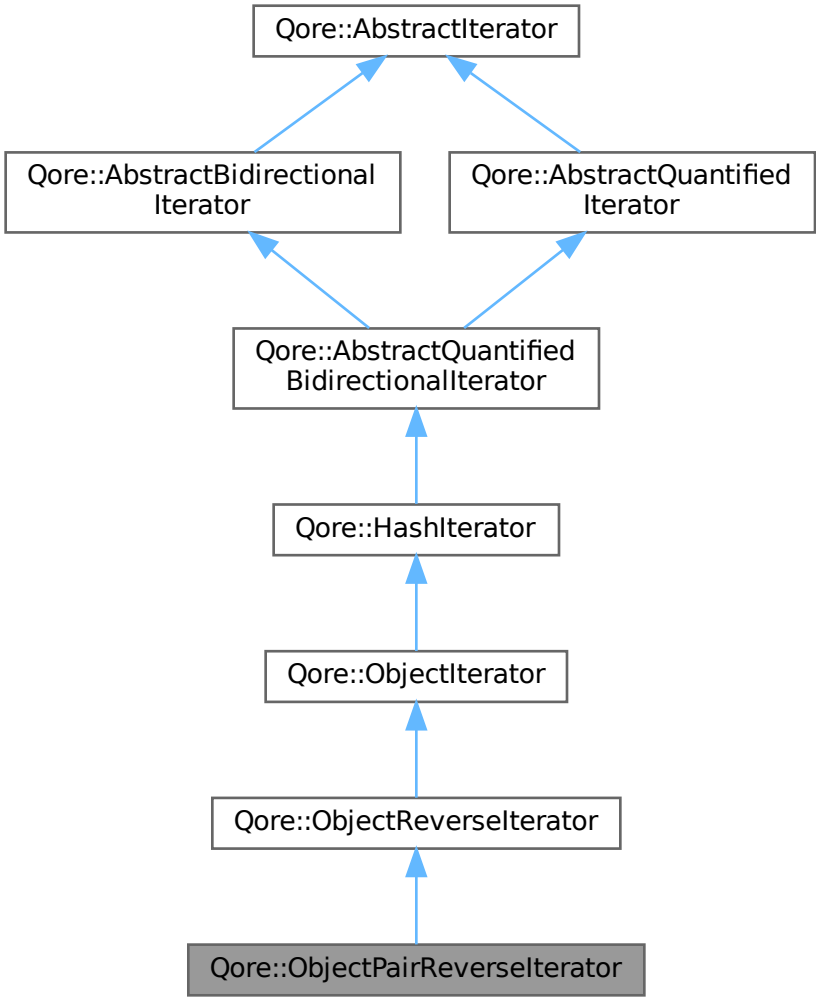 Qore::AbstractIterator
Qore::AbstractBidirectional
Iterator
Qore::AbstractQuantified
Iterator
Qore::AbstractQuantified
BidirectionalIterator
Qore::HashIterator
Qore::ObjectIterator
Qore::ObjectReverseIterator
Qore::ObjectPairReverseIterator